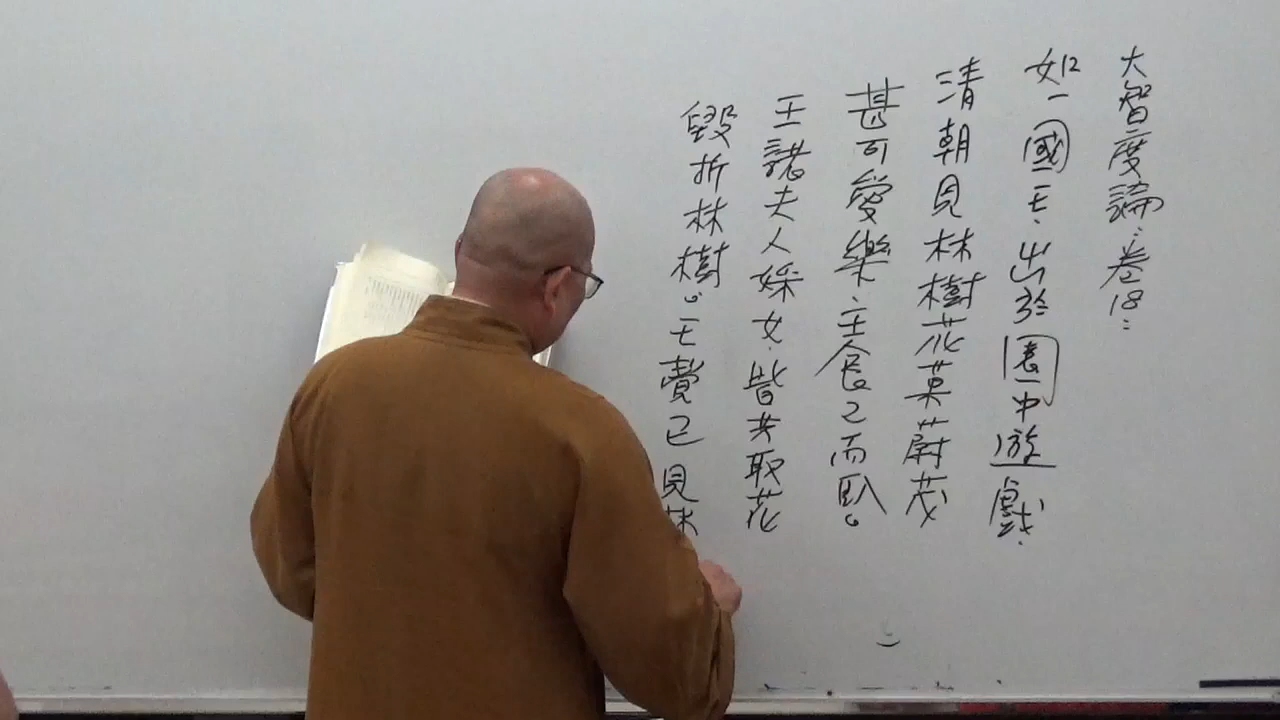 大智度論:卷18:
如一國王、出於園中遊戲、
清朝見林樹花菓蔚茂
甚可愛樂、王食已而臥。
王諸夫人婇女、皆共取花
毀折林樹。王覺已見林